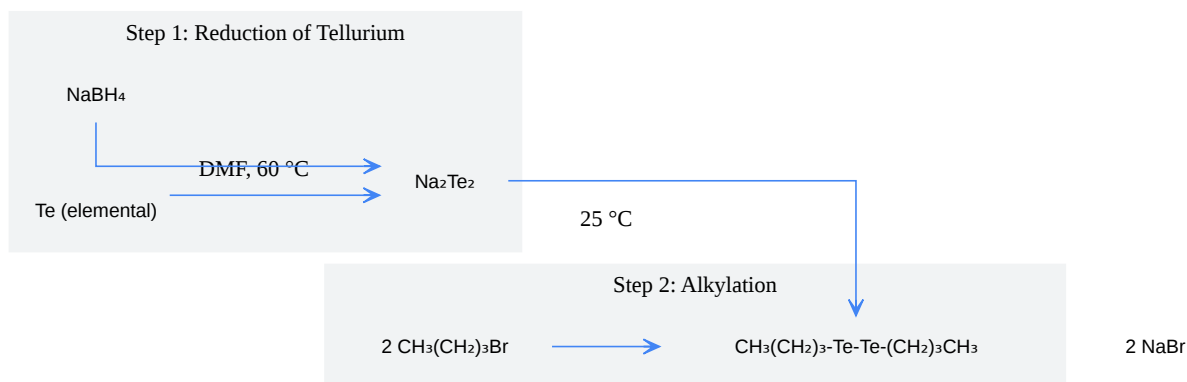 Step 1: Reduction of Tellurium
NaBH₄
DMF, 60 °C
Na₂Te₂
Te (elemental)
25 °C
Step 2: Alkylation
2 CH₃(CH₂)₃Br
CH₃(CH₂)₃-Te-Te-(CH₂)₃CH₃
2 NaBr